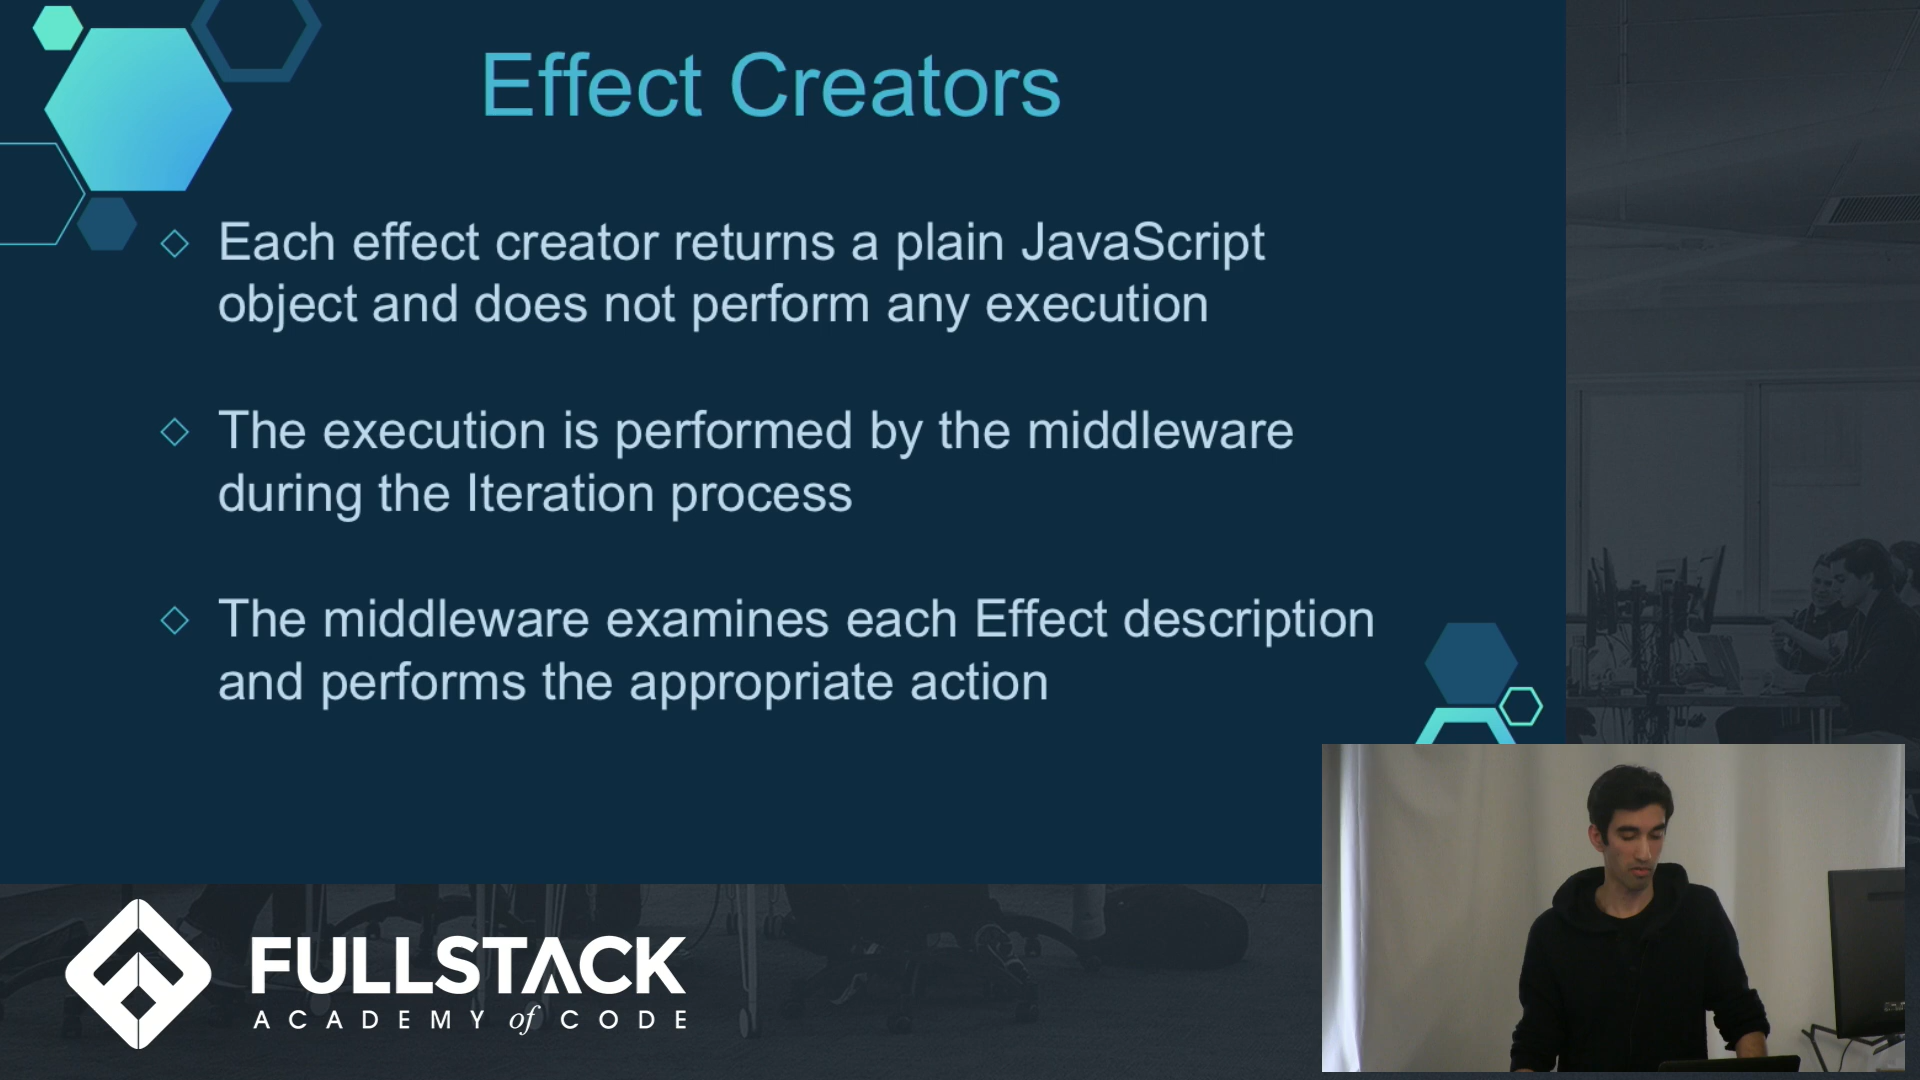 Effect Creators
Each effect creator returns a plain JavaScript
object and does not perform any execution
The execution is performed by the middleware
during the Iteration process
The middleware examines each Effect description
and performs the appropriate action
FULLSTACK
ACADEMY of CODE